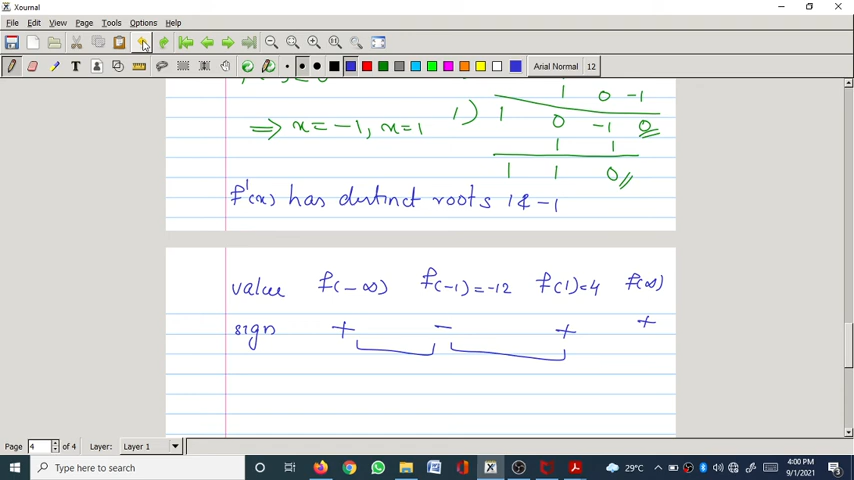 Xournal
File Edit View Page Tools Options Help
Arial Normal 12
1 0 -1
⟹ x = -1, x = 1 1) 1 0 -1 0
1 1
1 1 0
f'(x) has distinct roots 1 & -1
value f(-∞) f(-1)=-12 f(1)=4 f(∞)
sign + - + +
Page 4 of 4 Layer: Layer 1
Type here to search
29°C
4:00 PM
9/1/2021